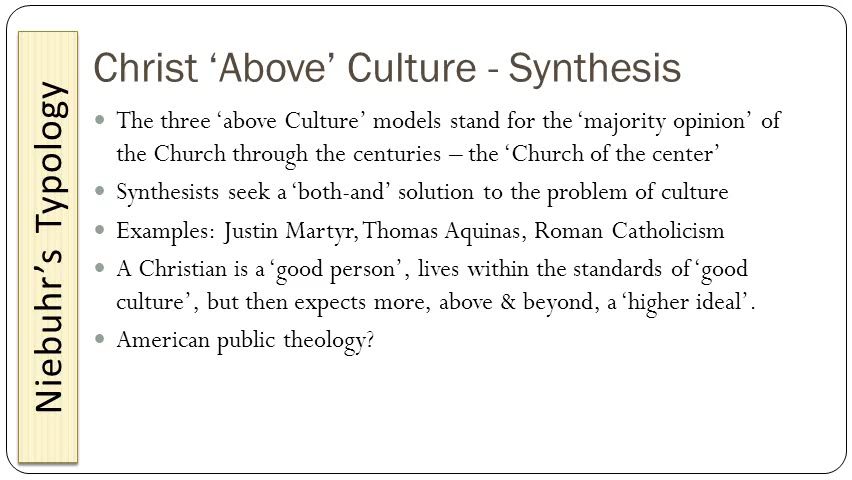 Niebuhr’s Typology
Christ ‘Above’ Culture - Synthesis
• The three ‘above Culture’ models stand for the ‘majority opinion’ of
the Church through the centuries – the ‘Church of the center’
• Synthesists seek a ‘both-and’ solution to the problem of culture
• Examples: Justin Martyr, Thomas Aquinas, Roman Catholicism
• A Christian is a ‘good person’, lives within the standards of ‘good
culture’, but then expects more, above & beyond, a ‘higher ideal’.
• American public theology?